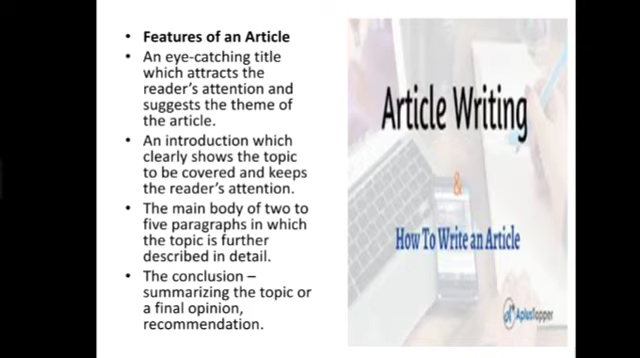 • Features of an Article
• An eye-catching title
which attracts the
reader's attention and
suggests the theme of
the article.
• An introduction which
clearly shows the topic
to be covered and keeps
the reader's attention.
• The main body of two to
five paragraphs in which
the topic is further
described in detail.
• The conclusion –
summarizing the topic or
a final opinion,
recommendation.
Article Writing
&
How To Write an Article
AplusTopper